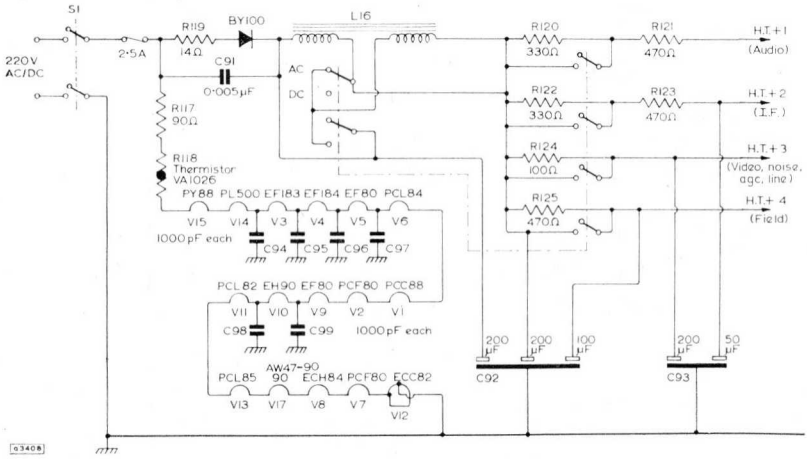 S1
220V
AC/DC
2·5A
R119
14Ω
BY100
C91
0·005μF
L16
AC
DC
R120
330Ω
R121
470Ω
H.T.+1
(Audio)
R122
330Ω
R123
470Ω
H.T.+2
(I.F.)
R124
100Ω
H.T.+3
(Video, noise,
agc, line)
R125
470Ω
H.T.+4
(Field)
R117
90Ω
R118
Thermistor
VA1026
PY88 PL500 EF183 EF184 EF80 PCL84
V15 V14 V3 V4 V5 V6
1000pF each
C94 C95 C96 C97
PCL82 EH90 EF80 PCF80 PCC88
V11 V10 V9 V2 V1
C98 C99
1000pF each
AW47-90
PCL85 90 ECH84 PCF80 ECC82
V13 V17 V8 V7 V12
200 μF
200 μF
100 μF
C92
200 μF
50 μF
C93
a3408